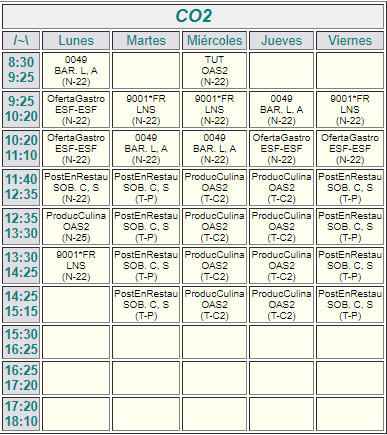 CO2
/~\ Lunes Martes Miércoles Jueves Viernes
8:30 0049 TUT
9:25 BAR. L, A OAS2
(N-22) (N-22)
9:25 OfertaGastro 9001*FR 9001*FR 0049 9001*FR
10:20 ESF-ESF LNS LNS BAR. L, A LNS
(N-22) (N-22) (N-22) (N-22) (N-22)
10:20 OfertaGastro 0049 0049 OfertaGastro OfertaGastro
11:10 ESF-ESF BAR. L, A BAR. L, A ESF-ESF ESF-ESF
(N-22) (N-22) (N-22) (N-22) (N-22)
11:40 PostEnRestau PostEnRestau ProducCulina ProducCulina PostEnRestau
12:35 SOB. C, S SOB. C, S OAS2 OAS2 SOB. C, S
(N-22) (T-P) (T-C2) (T-C2) (T-P)
12:35 ProducCulina PostEnRestau ProducCulina ProducCulina PostEnRestau
13:30 OAS2 SOB. C, S OAS2 OAS2 SOB. C, S
(N-25) (T-P) (T-C2) (T-C2) (T-P)
13:30 9001*FR PostEnRestau ProducCulina ProducCulina PostEnRestau
14:25 LNS SOB. C, S OAS2 OAS2 SOB. C, S
(N-22) (T-P) (T-C2) (T-C2) (T-P)
14:25 PostEnRestau ProducCulina ProducCulina PostEnRestau
15:15 SOB. C, S OAS2 OAS2 SOB. C, S
(T-P) (T-C2) (T-C2) (T-P)
15:30
16:25
16:25
17:20
17:20
18:10